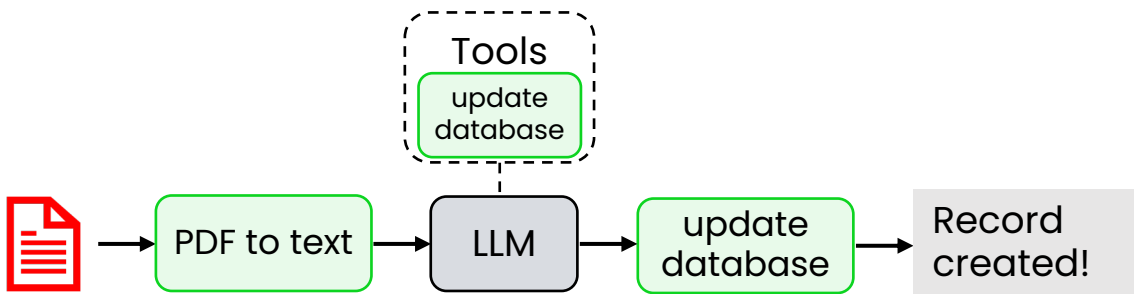 Tools
update
database
PDF to text
LLM
update
database
Record
created!